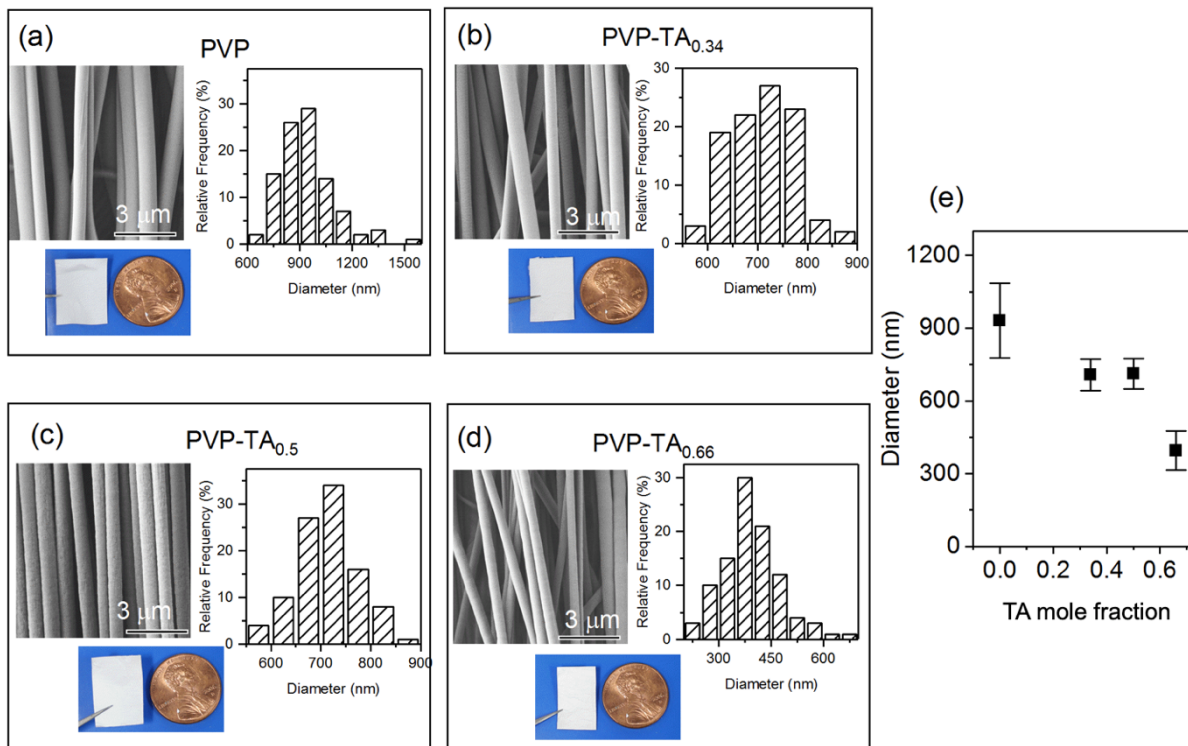 (a)
PVP
Relative Frequency (%)
30
20
10
0
600
900
1200
1500
Diameter (nm)
3 μm
(b)
PVP-TA0.34
Relative Frequency (%)
30
20
10
0
600
700
800
900
Diameter (nm)
3 μm
(c)
PVP-TA0.5
Relative Frequency (%)
30
20
10
0
600
700
800
900
Diameter (nm)
3 μm
(d)
PVP-TA0.66
Relative Frequency (%)
30
20
10
0
300
450
600
Diameter (nm)
3 μm
(e)
Diameter (nm)
1200
900
600
300
0
0.0
0.2
0.4
0.6
TA mole fraction